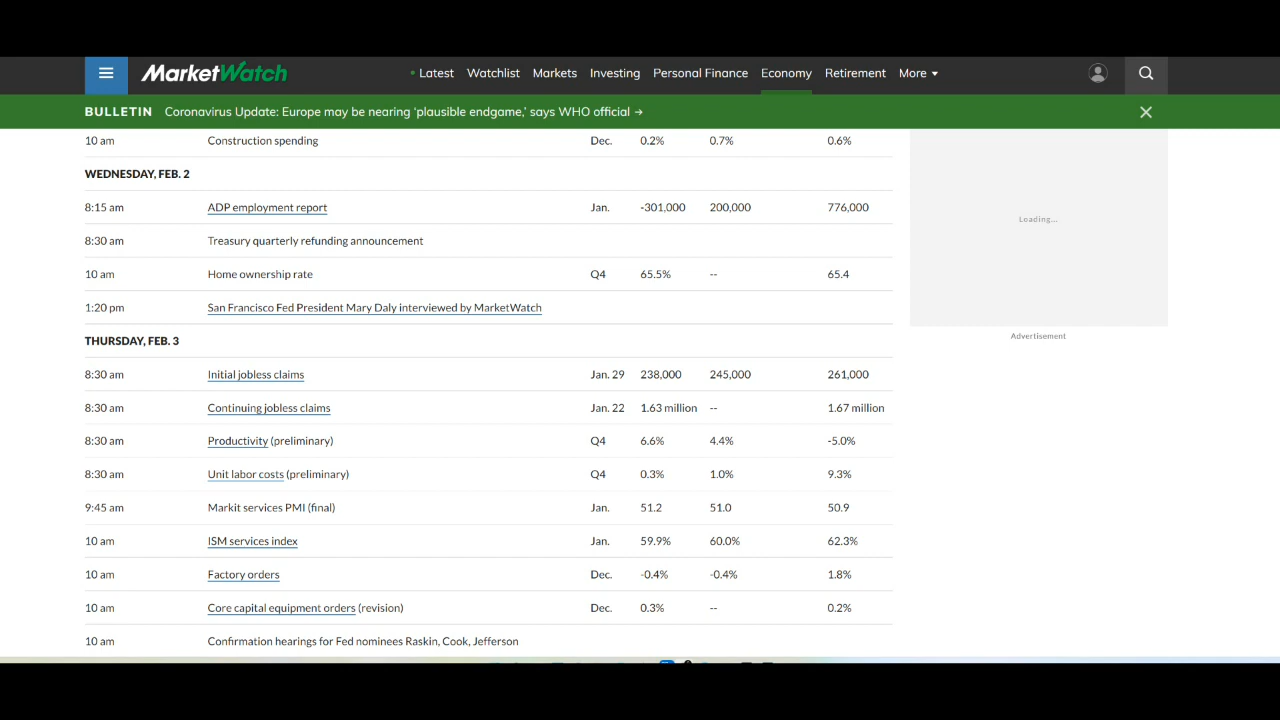 MarketWatch
Latest Watchlist Markets Investing Personal Finance Economy Retirement More
BULLETIN Coronavirus Update: Europe may be nearing ‘plausible endgame,’ says WHO official →
10 am Construction spending Dec. 0.2% 0.7% 0.6%
WEDNESDAY, FEB. 2
8:15 am ADP employment report Jan. -301,000 200,000 776,000
8:30 am Treasury quarterly refunding announcement
10 am Home ownership rate Q4 65.5% -- 65.4
1:20 pm San Francisco Fed President Mary Daly interviewed by MarketWatch
THURSDAY, FEB. 3
8:30 am Initial jobless claims Jan. 29 238,000 245,000 261,000
8:30 am Continuing jobless claims Jan. 22 1.63 million -- 1.67 million
8:30 am Productivity (preliminary) Q4 6.6% 4.4% -5.0%
8:30 am Unit labor costs (preliminary) Q4 0.3% 1.0% 9.3%
9:45 am Markit services PMI (final) Jan. 51.2 51.0 50.9
10 am ISM services index Jan. 59.9% 60.0% 62.3%
10 am Factory orders Dec. -0.4% -0.4% 1.8%
10 am Core capital equipment orders (revision) Dec. 0.3% -- 0.2%
10 am Confirmation hearings for Fed nominees Raskin, Cook, Jefferson
Loading...
Advertisement